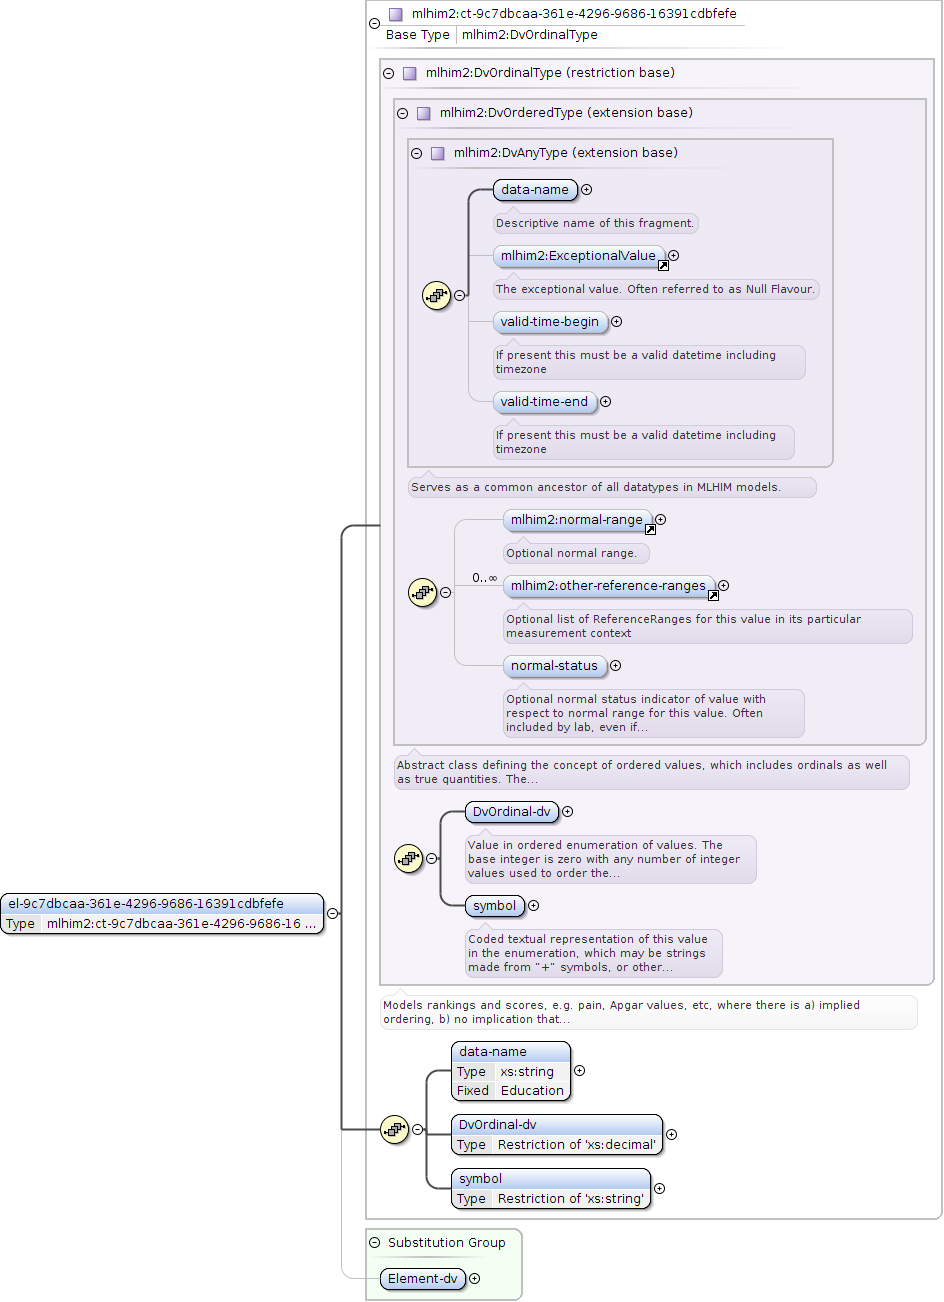 mlhim2:ct-9c7dbcaa-361e-4296-9686-16391cdbfefe
Base Type mlhim2:DvOrdinalType
mlhim2:DvOrdinalType (restriction base)
mlhim2:DvOrderedType (extension base)
mlhim2:DvAnyType (extension base)
data-name
Descriptive name of this fragment.
mlhim2:ExceptionalValue
The exceptional value. Often referred to as Null Flavour.
valid-time-begin
If present this must be a valid datetime including
timezone
valid-time-end
If present this must be a valid datetime including
timezone
Serves as a common ancestor of all datatypes in MLHIM models.
mlhim2:normal-range
Optional normal range.
0..∞
mlhim2:other-reference-ranges
Optional list of ReferenceRanges for this value in its particular
measurement context
normal-status
Optional normal status indicator of value with
respect to normal range for this value. Often
included by lab, even if...
Abstract class defining the concept of ordered values, which includes ordinals as well
as true quantities. The...
DvOrdinal-dv
Value in ordered enumeration of values. The
base integer is zero with any number of integer
values used to order the...
symbol
Coded textual representation of this value
in the enumeration, which may be strings
made from "+" symbols, or other...
el-9c7dbcaa-361e-4296-9686-16391cdbfefe
Type mlhim2:ct-9c7dbcaa-361e-4296-9686-16 ...
Models rankings and scores, e.g. pain, Apgar values, etc, where there is a) implied
ordering, b) no implication that...
data-name
Type xs:string
Fixed Education
DvOrdinal-dv
Type Restriction of 'xs:decimal'
symbol
Type Restriction of 'xs:string'
Substitution Group
Element-dv